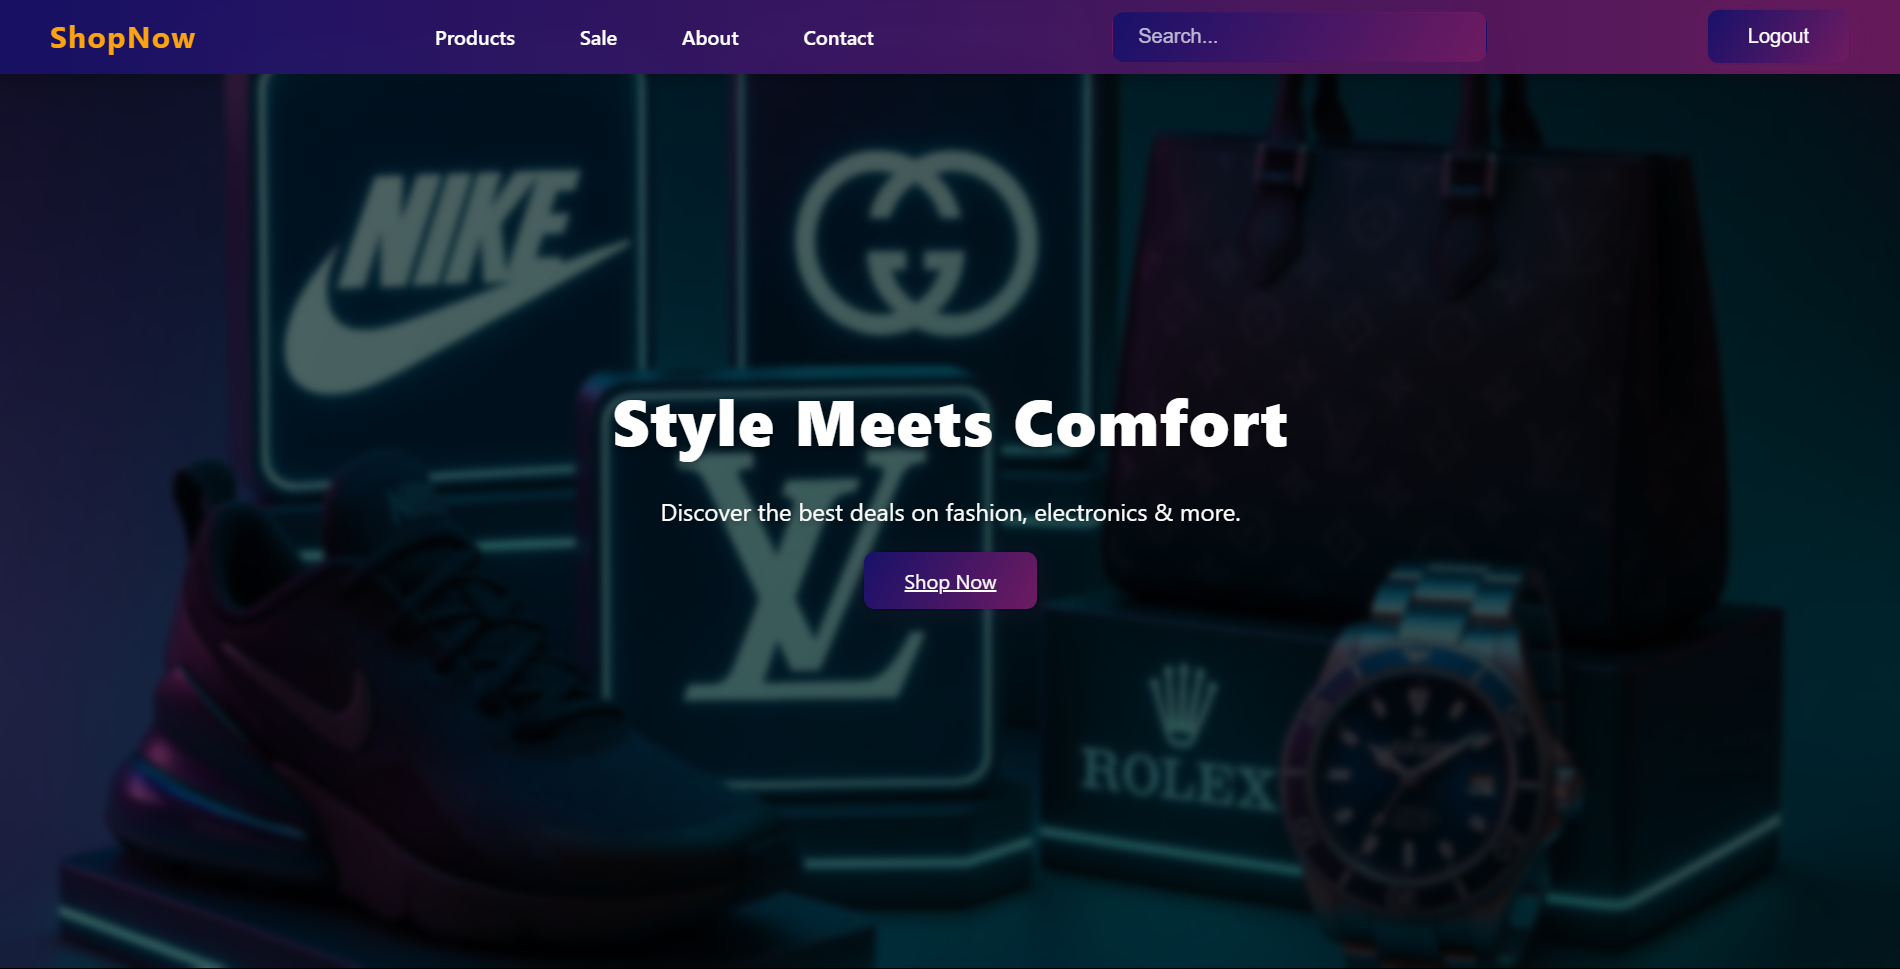 ShopNow
Products
Sale
About
Contact
Search...
Logout
NIKE
Style Meets Comfort
LV
Discover the best deals on fashion, electronics & more.
Shop Now
ROLEX